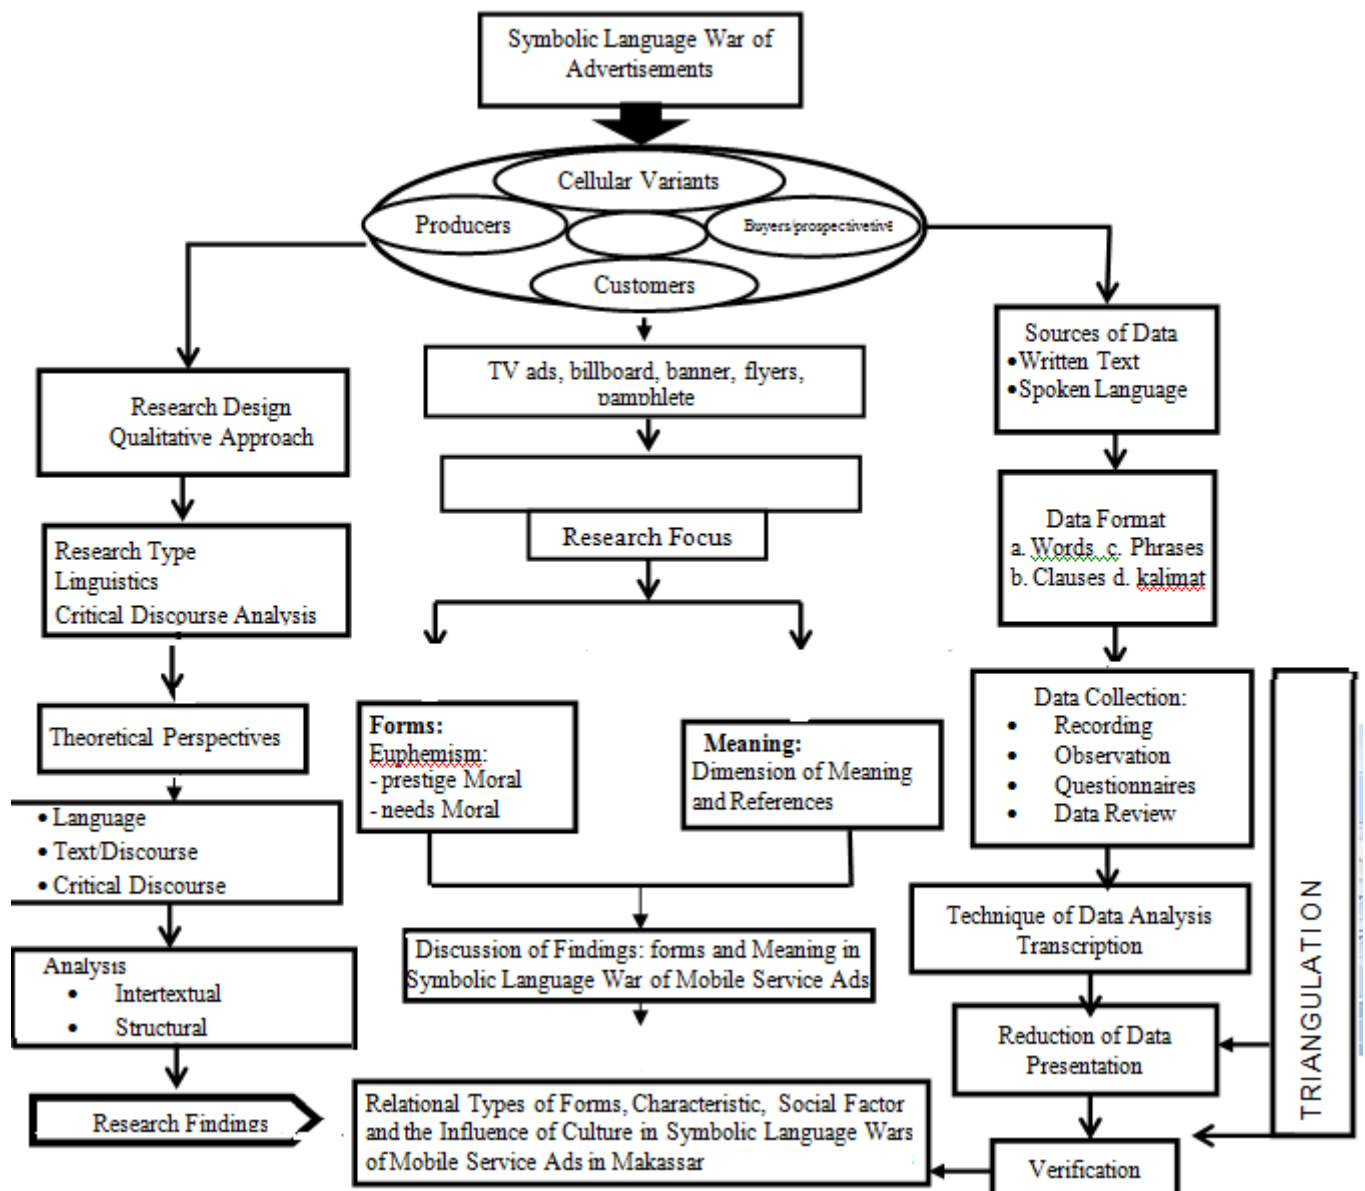 Symbolic Language War of
Advertisements
Cellular Variants
Producers
Buyers/prospectivetive
Customers
TV ads, billboard, banner, flyers,
pamphlete
Research Focus
Research Design
Qualitative Approach
Research Type
Linguistics
Critical Discourse Analysis
Theoretical Perspectives
• Language
• Text/Discourse
• Critical Discourse
Analysis
• Intertextual
• Structural
Research Findings
Forms:
Euphemism:
- prestige Moral
- needs Moral
Meaning:
Dimension of Meaning
and References
Discussion of Findings: forms and Meaning in
Symbolic Language War of Mobile Service Ads
Relational Types of Forms, Characteristic, Social Factor
and the Influence of Culture in Symbolic Language Wars
of Mobile Service Ads in Makassar
Sources of Data
• Written Text
• Spoken Language
Data Format
a. Words c. Phrases
b. Clauses d. kalimat
Data Collection:
• Recording
• Observation
• Questionnaires
• Data Review
Technique of Data Analysis
Transcription
Reduction of Data
Presentation
Verification
TRIANGULATION